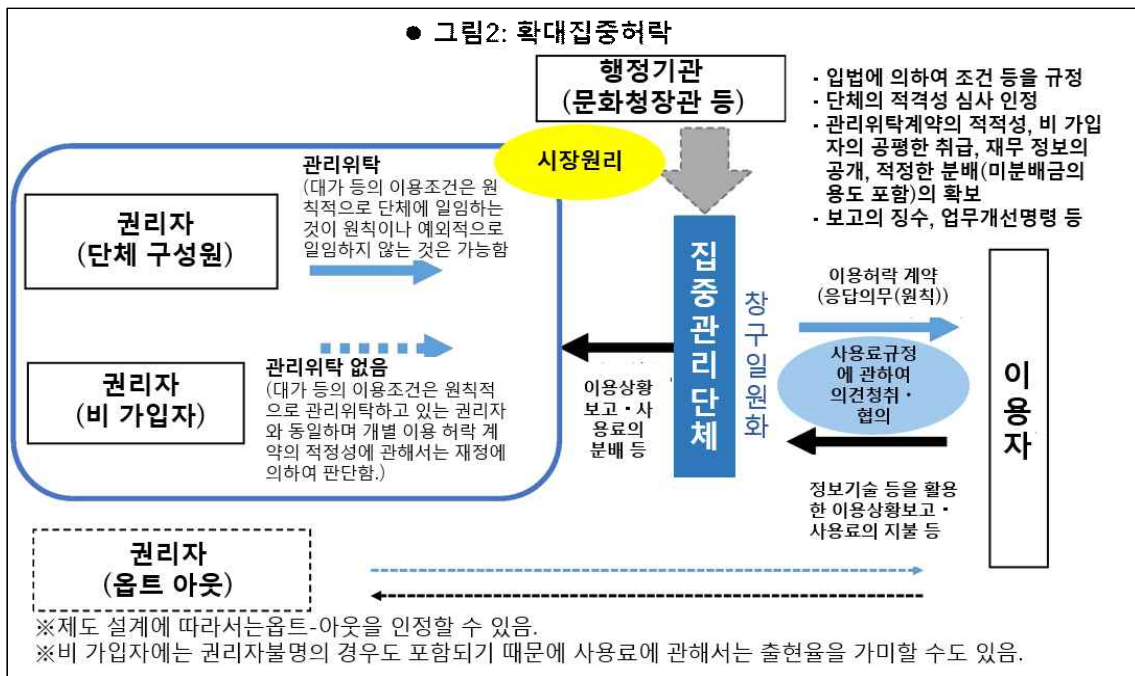 ● 그림2: 확대집중허락
행정기관
(문화청장관 등)
- 입법에 의하여 조건 등을 규정
- 단체의 적격성 심사 인정
- 관리위탁계약의 적적성, 비 가입
자의 공평한 취급, 재무 정보의
공개, 적정한 분배(미분배금의
용도 포함)의 확보
- 보고의 징수, 업무개선명령 등
시장원리
권리자
(단체 구성원)
관리위탁
(대가 등의 이용조건은 원
칙적으로 단체에 일임하는
것이 원칙이나 예외적으로
일임하지 않는 것은 가능함
집중관리단체
창구일원화
이용허락 계약
(응답의무(원칙))
사용료규정
에 관하여
의견청취・
협의
이용자
권리자
(비 가입자)
관리위탁 없음
(대가 등의 이용조건은 원칙적
으로 관리위탁하고 있는 권리자
와 동일하며 개별 이용 허락 계
약의 적정성에 관해서는 재정에
의하여 판단함.)
이용상황
보고・사
용료의
분배 등
정보기술 등을 활용
한 이용상황보고・
사용료의 지불 등
권리자
(옵트 아웃)
※제도 설계에 따라서는옵트-아웃을 인정할 수 있음.
※비 가입자에는 권리자불명의 경우도 포함되기 때문에 사용료에 관해서는 출현율을 가미할 수도 있음.